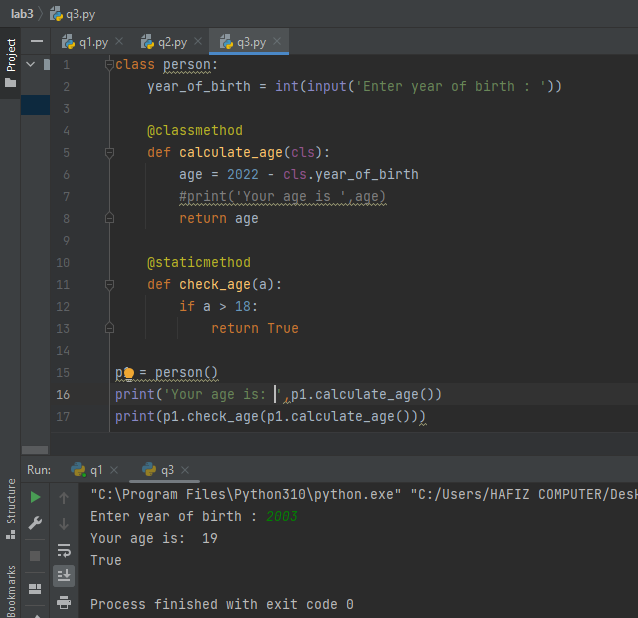 lab3 q3.py
Project
q1.py q2.py q3.py
1 class person:
2 year_of_birth = int(input('Enter year of birth : '))
3
4 @classmethod
5 def calculate_age(cls):
6 age = 2022 - cls.year_of_birth
7 #print('Your age is ',age)
8 return age
9
10 @staticmethod
11 def check_age(a):
12 if a > 18:
13 return True
14
15 p = person()
16 print('Your age is: ',p1.calculate_age())
17 print(p1.check_age(p1.calculate_age()))
Run: q1 q3
Structure
Bookmarks
"C:\Program Files\Python310\python.exe" "C:/Users/HAFIZ COMPUTER/Desk
Enter year of birth : 2003
Your age is:  19
True
Process finished with exit code 0